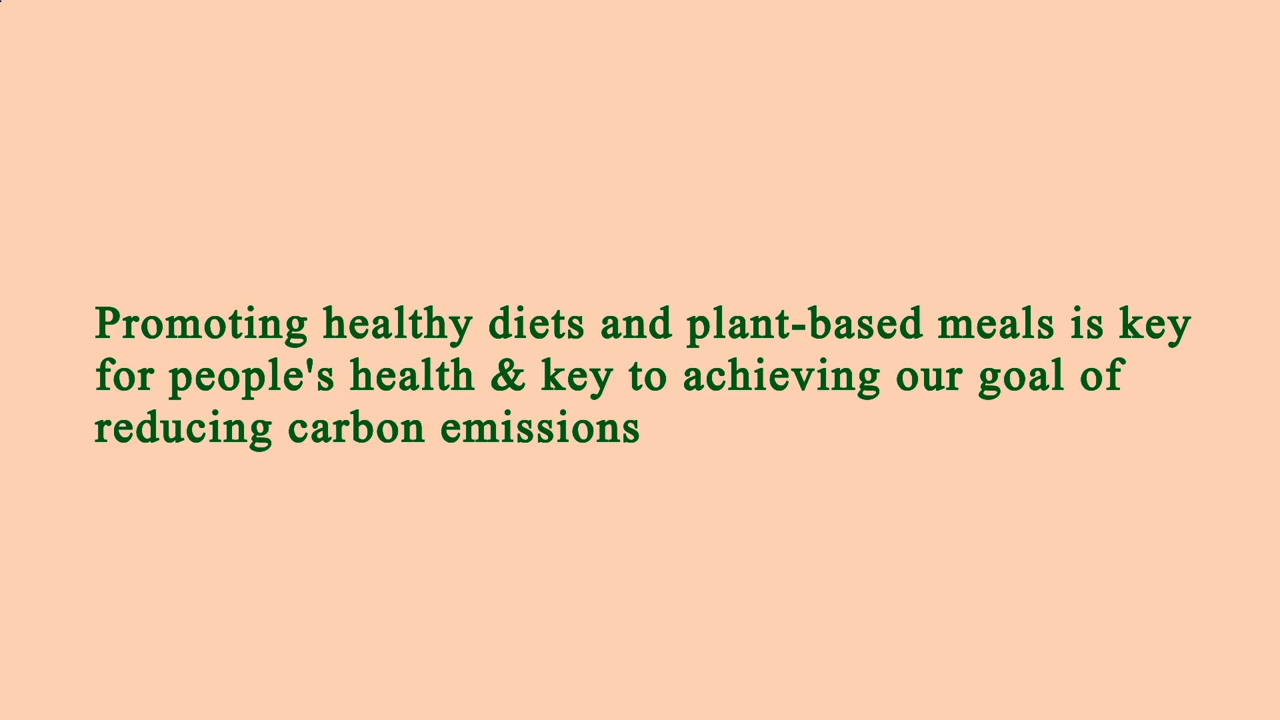 Promoting healthy diets and plant-based meals is key
for people's health & key to achieving our goal of
reducing carbon emissions